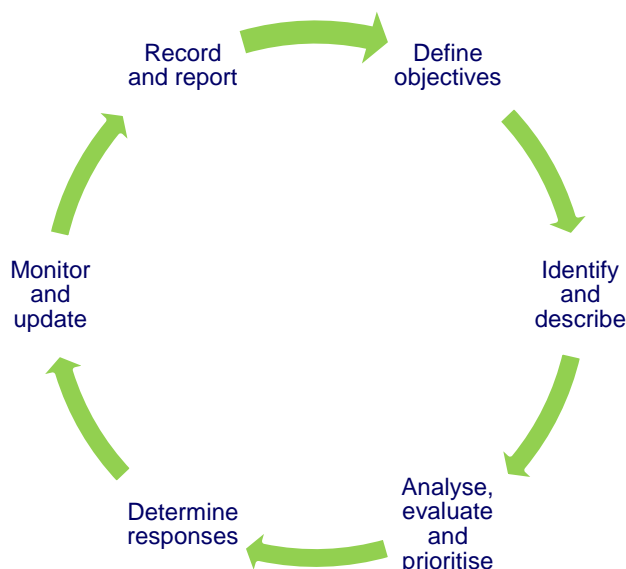 Record
and report
Define
objectives
Identify
and
describe
Analyse,
evaluate
and
prioritise
Determine
responses
Monitor
and
update